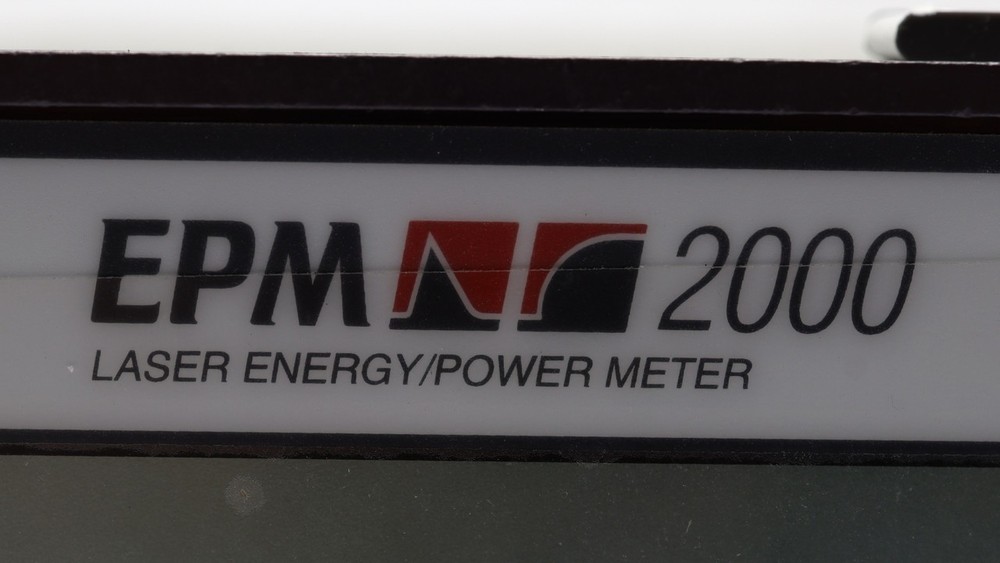 EPM 2000
LASER ENERGY/POWER METER